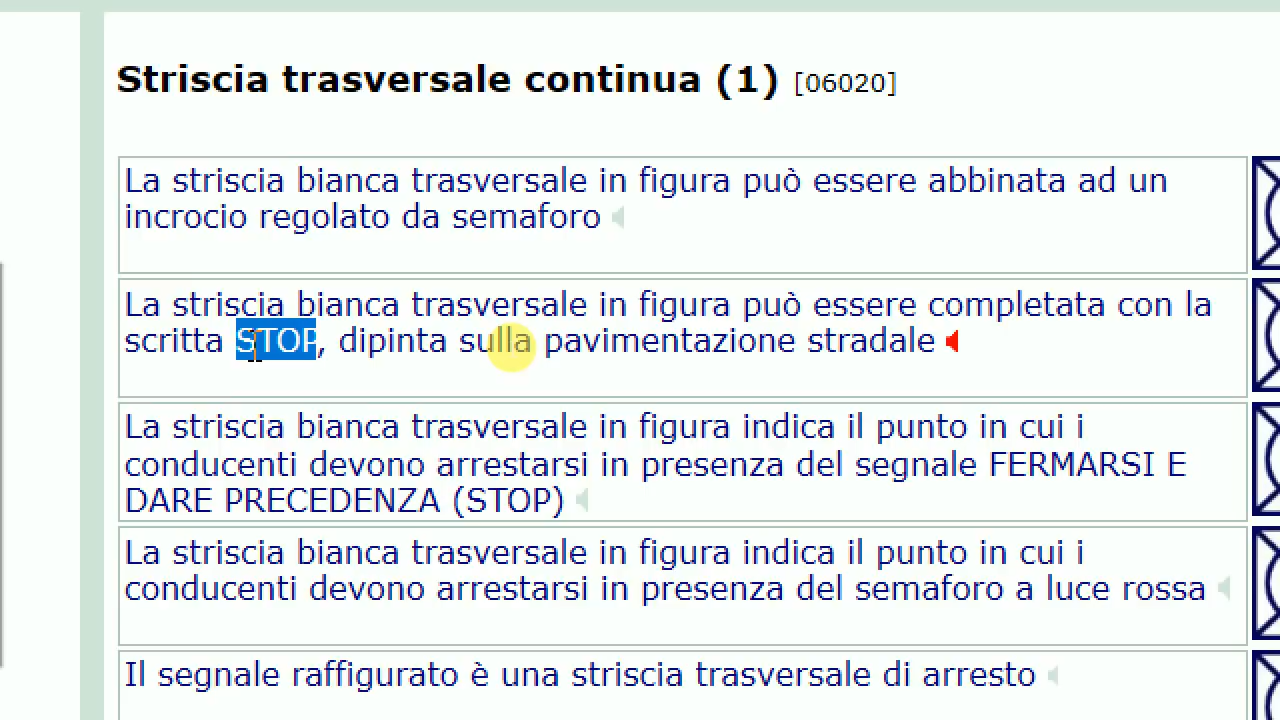 Striscia trasversale continua (1) [06020]
La striscia bianca trasversale in figura può essere abbinata ad un
incrocio regolato da semaforo
La striscia bianca trasversale in figura può essere completata con la
scritta STOP, dipinta sulla pavimentazione stradale
La striscia bianca trasversale in figura indica il punto in cui i
conducenti devono arrestarsi in presenza del segnale FERMARSI E
DARE PRECEDENZA (STOP)
La striscia bianca trasversale in figura indica il punto in cui i
conducenti devono arrestarsi in presenza del semaforo a luce rossa
Il segnale raffigurato è una striscia trasversale di arresto